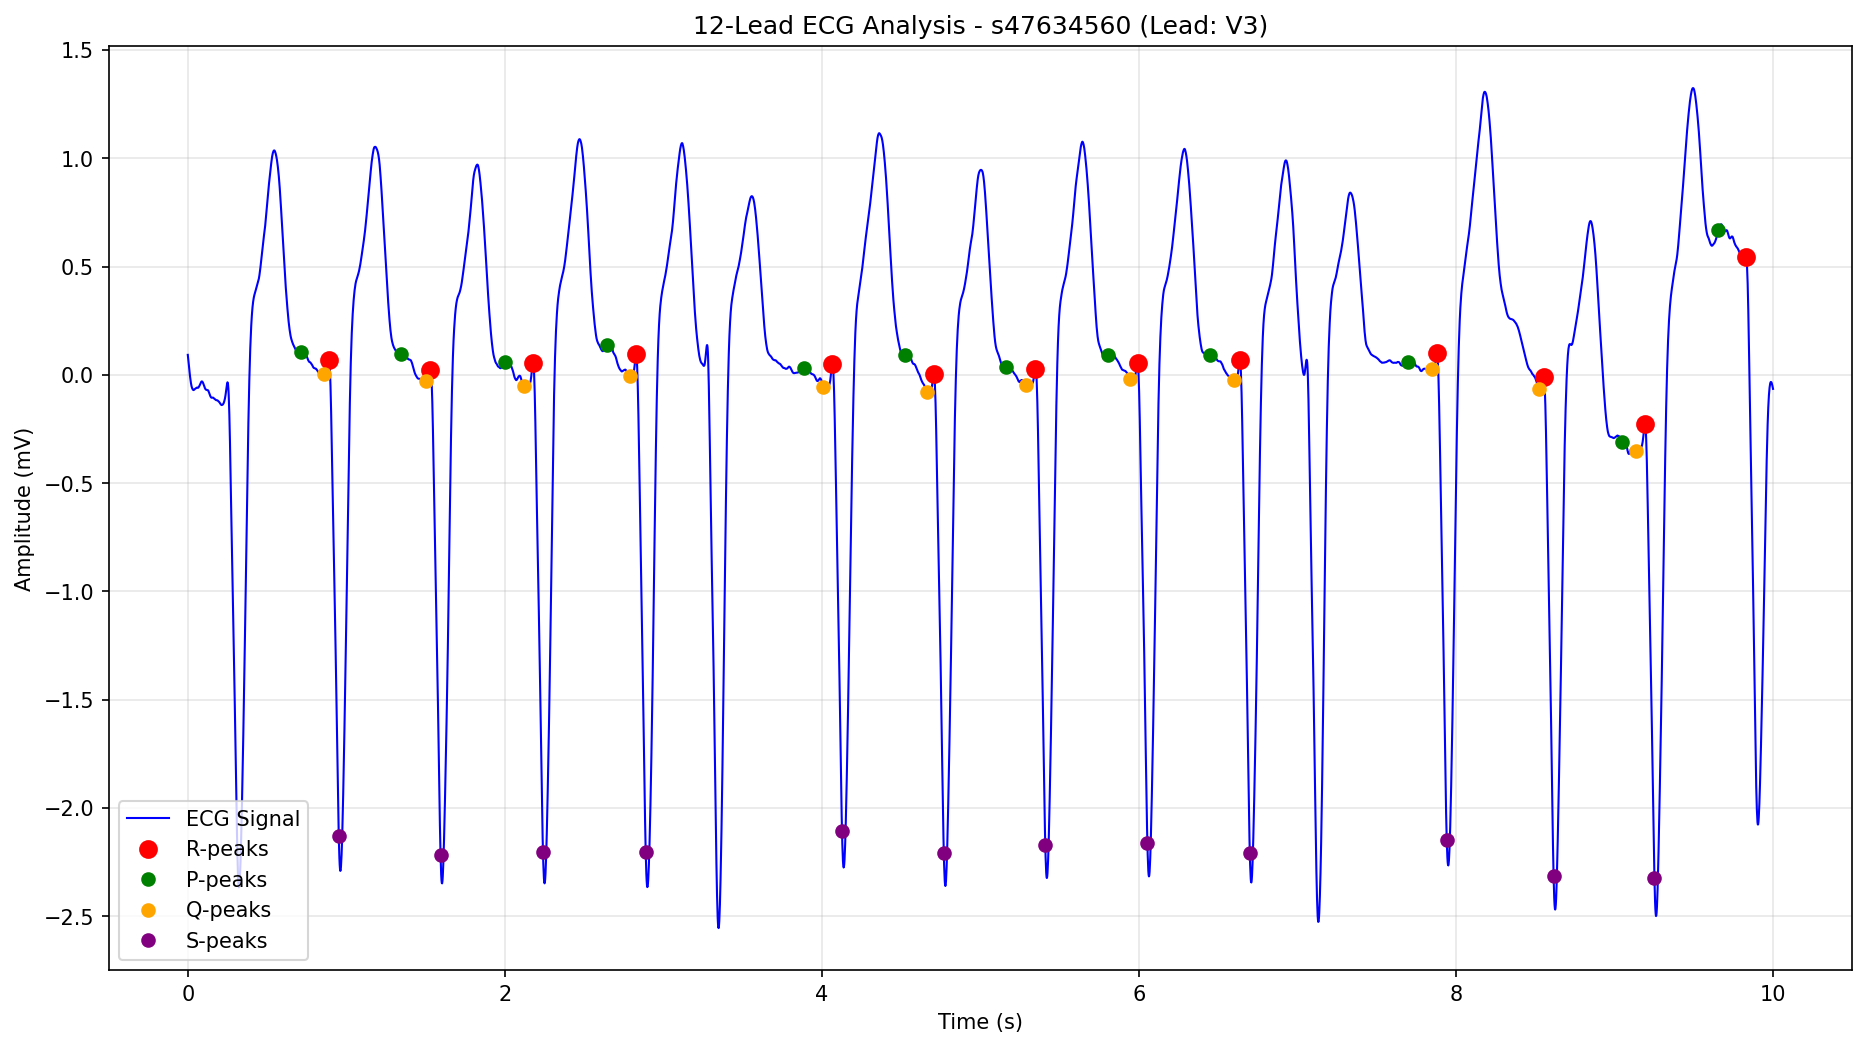 12-Lead ECG Analysis - s47634560 (Lead: V3)
1.5
1.0
0.5
0.0
−0.5
−1.0
−1.5
−2.0
−2.5
Amplitude (mV)
ECG Signal
R-peaks
P-peaks
Q-peaks
S-peaks
0 2 4 6 8 10
Time (s)